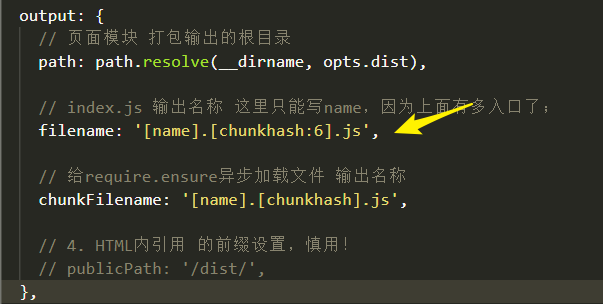 output: {
// 页面模块 打包输出的根目录
path: path.resolve(__dirname, opts.dist),
// index.js 输出名称 这里只能写name，因为上面有多入口了；
filename: '[name].[chunkhash:6].js',
// 给require.ensure异步加载文件 输出名称
chunkFilename: '[name].[chunkhash].js',
// 4. HTML内引用 的前缀设置，慎用！
// publicPath: '/dist/',
},